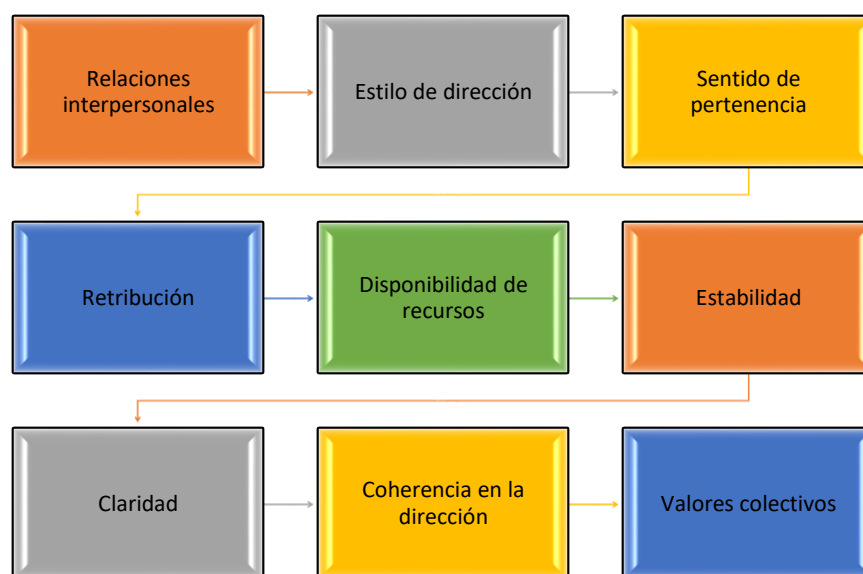 Relaciones
interpersonales
Estilo de dirección
Sentido de
pertenencia
Retribución
Disponibilidad de
recursos
Estabilidad
Claridad
Coherencia en la
dirección
Valores colectivos